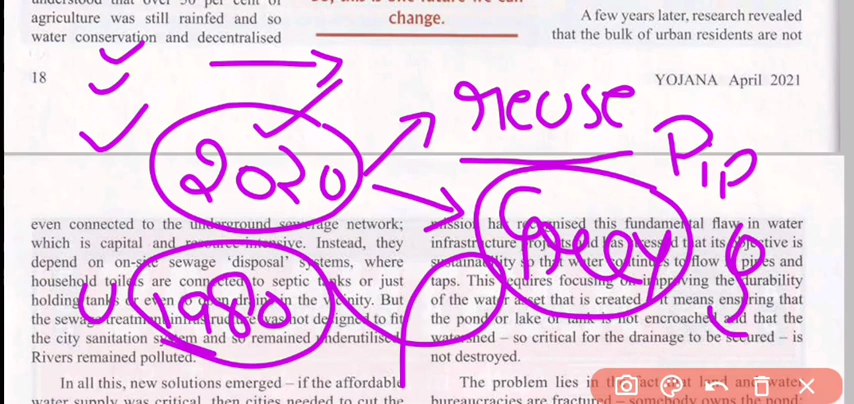 agriculture was still rainfed and so
water conservation and decentralised
change.
A few years later, research revealed
that the bulk of urban residents are not
18
YOJANA April 2021
reuse
2020
Pip
1980
even connected to the underground sewerage network;
which is capital and resource-intensive. Instead, they
depend on on-site sewage 'disposal' systems, where
household toilets are connected to septic tanks or just
holding tanks or even open drains in the vicinity. But
the sewage treatment infrastructure was not designed to fit
the city sanitation system and so remained underutilised
Rivers remained polluted.
In all this, new solutions emerged – if the affordable
water supply was critical, then cities needed to cut the
mission has recognised this fundamental flaw in water
infrastructure projects and has stressed that its objective is
sustainability so that water continues to flow in pipes and
taps. This requires focusing on improving the durability
of the water asset that is created – it means ensuring that
the pond or lake or tank is not encroached and that the
watershed – so critical for the drainage to be secured – is
not destroyed.
The problem lies in the fact that land and water
bureaucracies are fractured – somebody owns the pond;